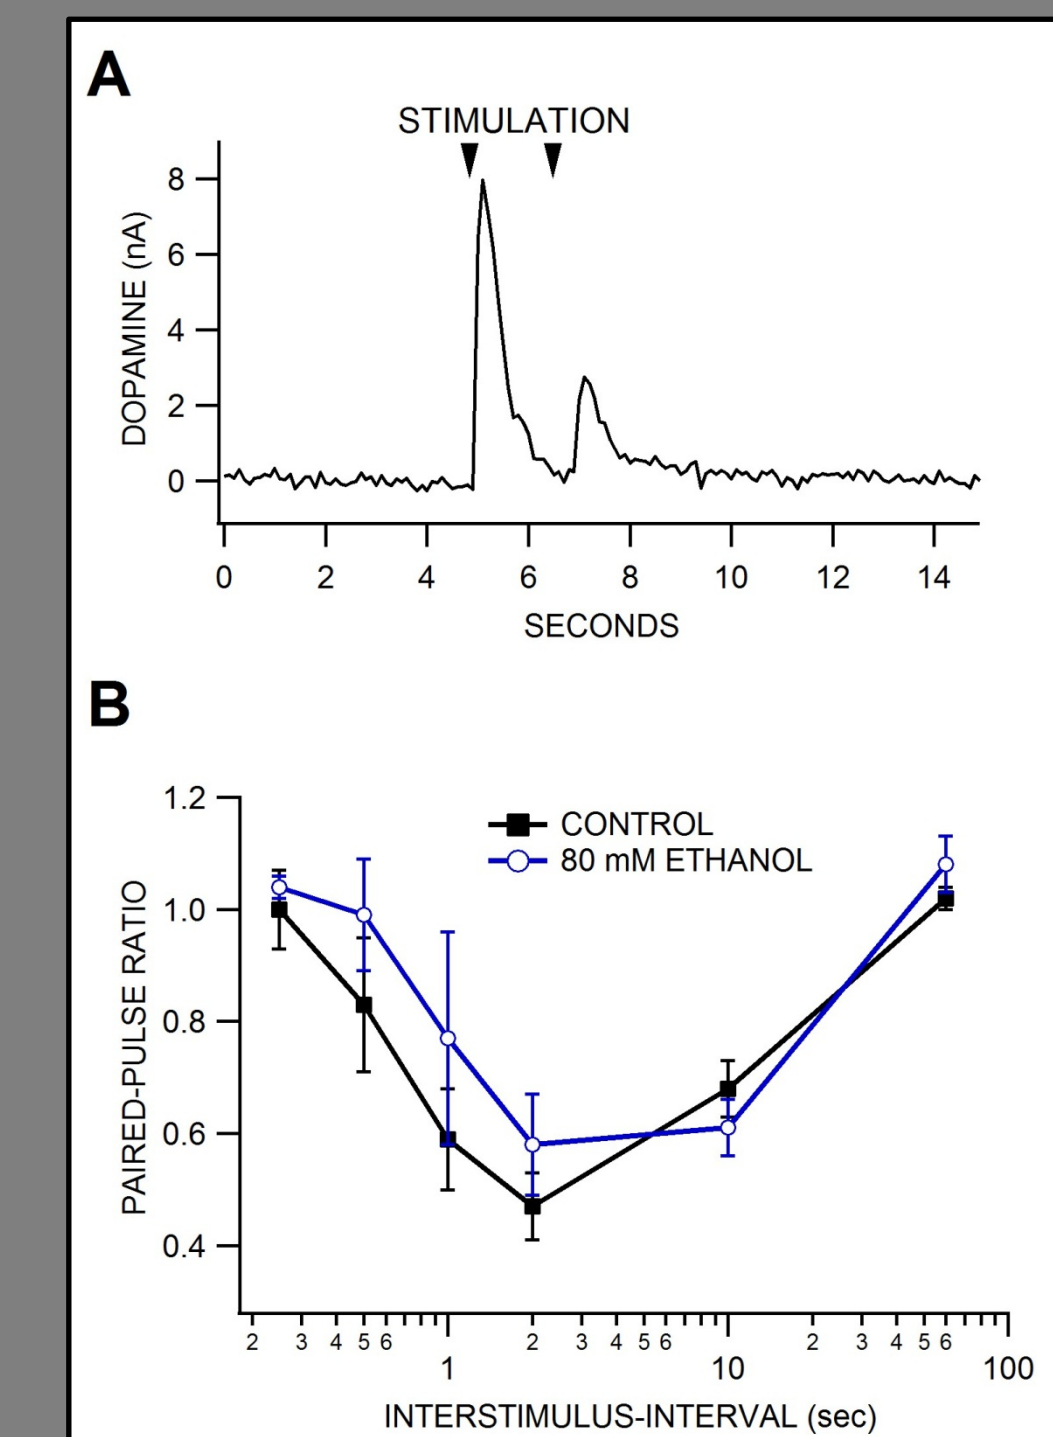 A
STIMULATION
8
6
4
2
0
DOPAMINE (nA)
0 2 4 6 8 10 12 14
SECONDS
B
1.2
1.0
0.8
0.6
0.4
PAIRED-PULSE RATIO
CONTROL
80 mM ETHANOL
2 3 4 5 6 2 3 4 5 6 2 3 4 5 6
1 10 100
INTERSTIMULUS-INTERVAL (sec)